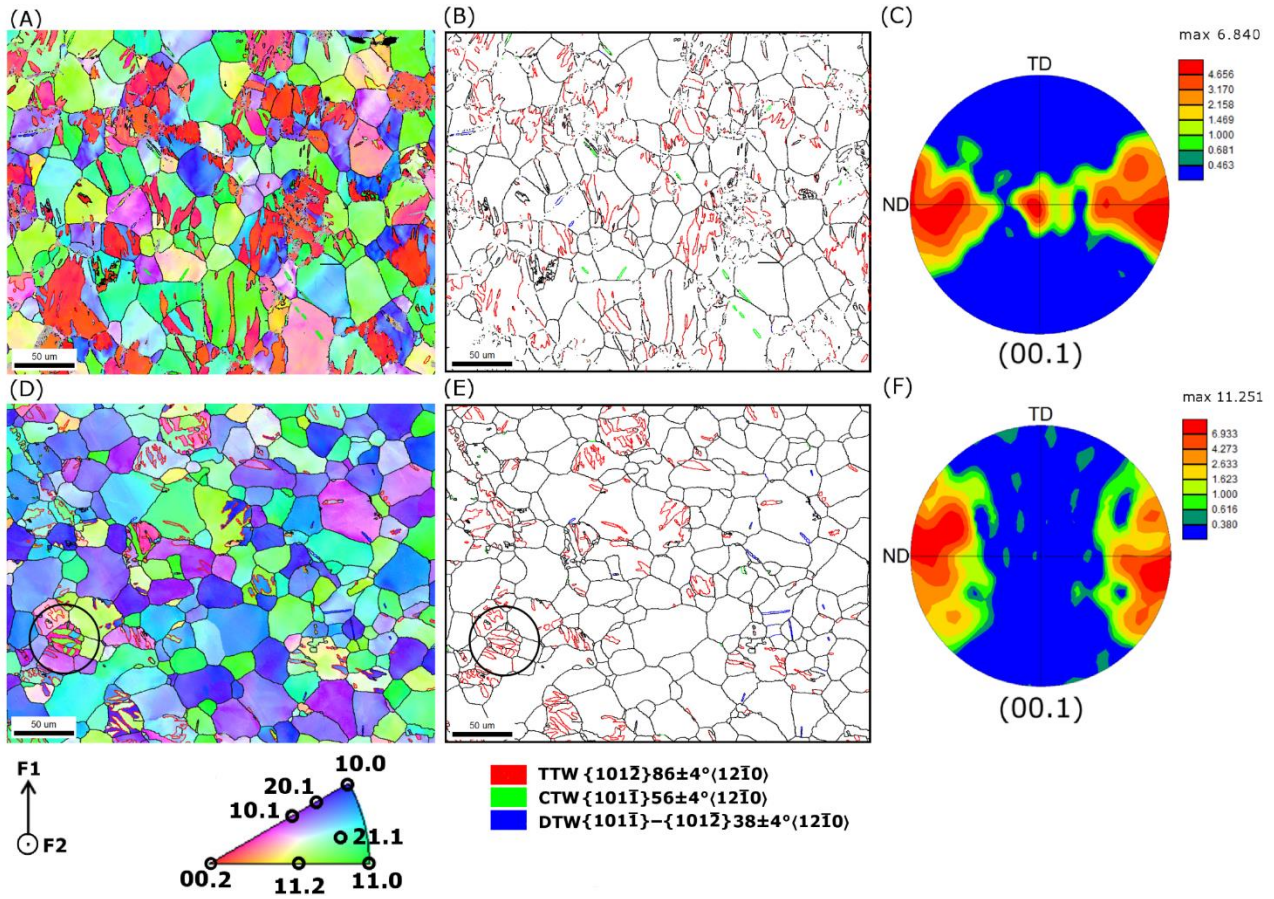 (A)
(B)
(C)
max 6.840
TD
4.656
3.170
2.158
1.469
1.000
0.681
0.463
ND
50 um
50 um
(00.1)
(D)
(E)
(F)
max 11.251
TD
6.933
4.273
2.633
1.623
1.000
0.616
0.380
ND
50 um
50 um
(00.1)
F1
F2
10.0
20.1
10.1
21.1
00.2
11.2
11.0
TTW {101̅2̅}86±4°⟨12̅10⟩
CTW {101̅1̅}56±4°⟨12̅10⟩
DTW{101̅1̅}−{101̅2̅}38±4°⟨12̅10⟩